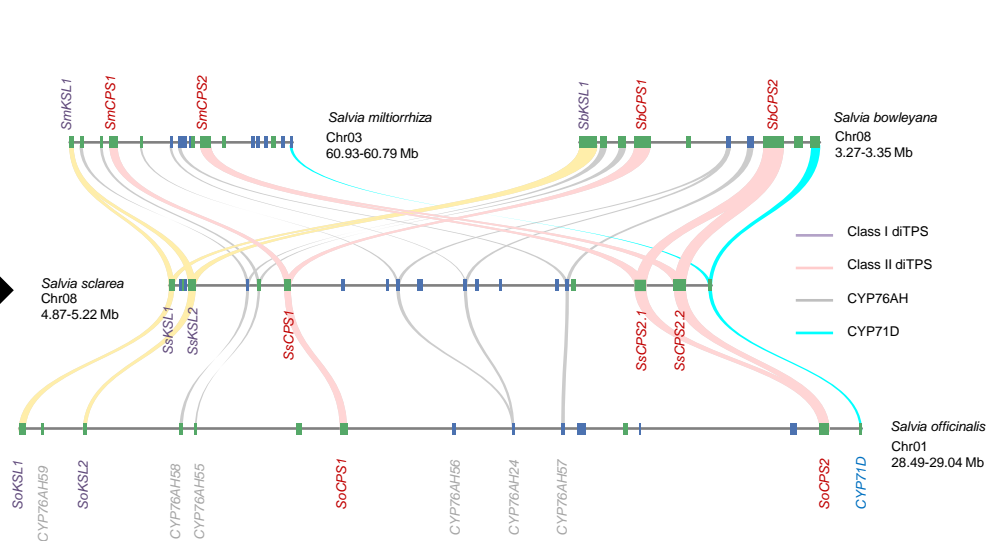 SmKSL1
SmCPS1
SmCPS2
Salvia miltiorrhiza
Chr03
60.93-60.79 Mb
SbKSL1
SbCPS1
SbCPS2
Salvia bowleyana
Chr08
3.27-3.35 Mb
Class I diTPS
Class II diTPS
CYP76AH
CYP71D
Salvia sclarea
Chr08
4.87-5.22 Mb
SsKSL1
SsKSL2
SsCPS1
SsCPS2.1
SsCPS2.2
Salvia officinalis
Chr01
28.49-29.04 Mb
SoKSL1
CYP76AH59
SoKSL2
CYP76AH58
CYP76AH55
SoCPS1
CYP76AH56
CYP76AH24
CYP76AH57
SoCPS2
CYP71D